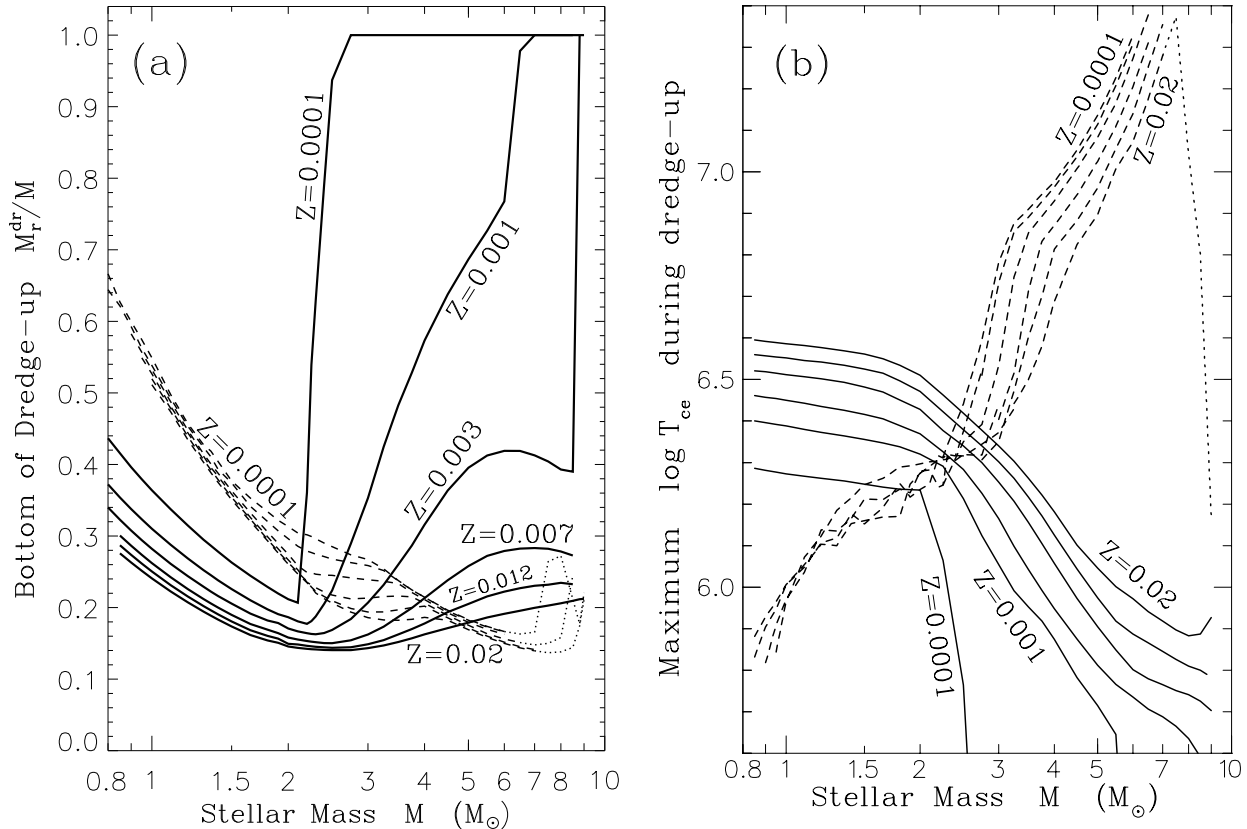 (a)
Bottom of Dredge-up M_r^dr/M
1.0
0.9
0.8
0.7
0.6
0.5
0.4
0.3
0.2
0.1
0.0
Z=0.0001
Z=0.001
Z=0.003
Z=0.0001
Z=0.007
Z=0.012
Z=0.02
0.8 1 1.5 2 3 4 5 6 7 8 10
Stellar Mass M (M☉)
(b)
Maximum log T_ce during dredge-up
7.0
6.5
6.0
Z=0.0001
Z=0.02
Z=0.02
Z=0.001
Z=0.0001
0.8 1 1.5 2 3 4 5 6 7 8 10
Stellar Mass M (M☉)